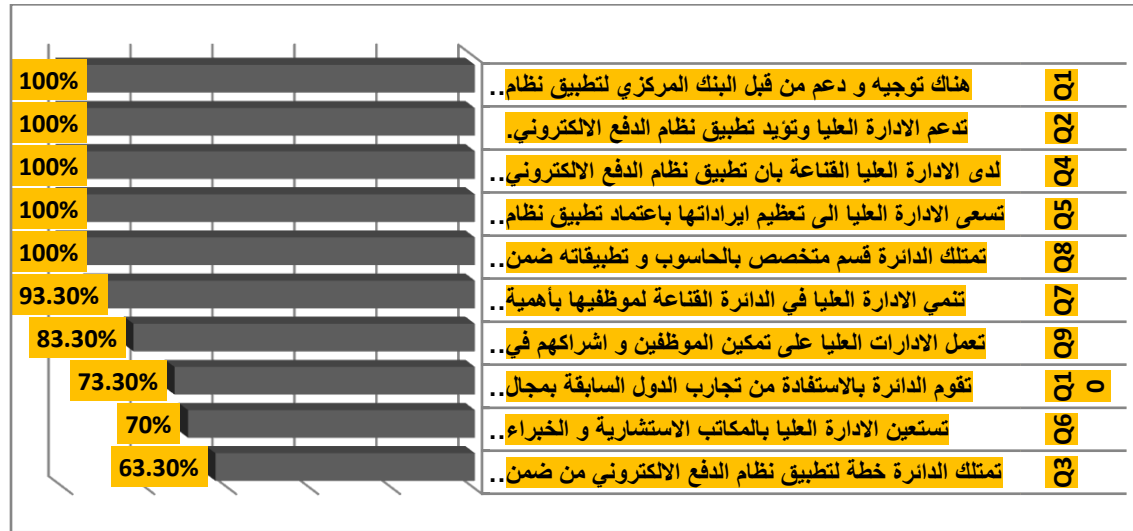 Q1 هناك توجيه و دعم من قبل البنك المركزي لتطبيق نظام.. 100%
Q2 تدعم الادارة العليا وتؤيد تطبيق نظام الدفع الالكتروني. 100%
Q4 لدى الادارة العليا القناعة بان تطبيق نظام الدفع الالكتروني.. 100%
Q5 تسعى الادارة العليا الى تعظيم ايراداتها باعتماد تطبيق نظام.. 100%
Q8 تمتلك الدائرة قسم متخصص بالحاسوب و تطبيقاته ضمن.. 100%
Q7 تنمي الادارة العليا في الدائرة القناعة لموظفيها بأهمية.. 93.30%
Q9 تعمل الادارات العليا على تمكين الموظفين و اشراكهم في.. 83.30%
Q10 تقوم الدائرة بالاستفادة من تجارب الدول السابقة بمجال.. 73.30%
Q6 تستعين الادارة العليا بالمكاتب الاستشارية و الخبراء.. 70%
Q3 تمتلك الدائرة خطة لتطبيق نظام الدفع الالكتروني من ضمن.. 63.30%